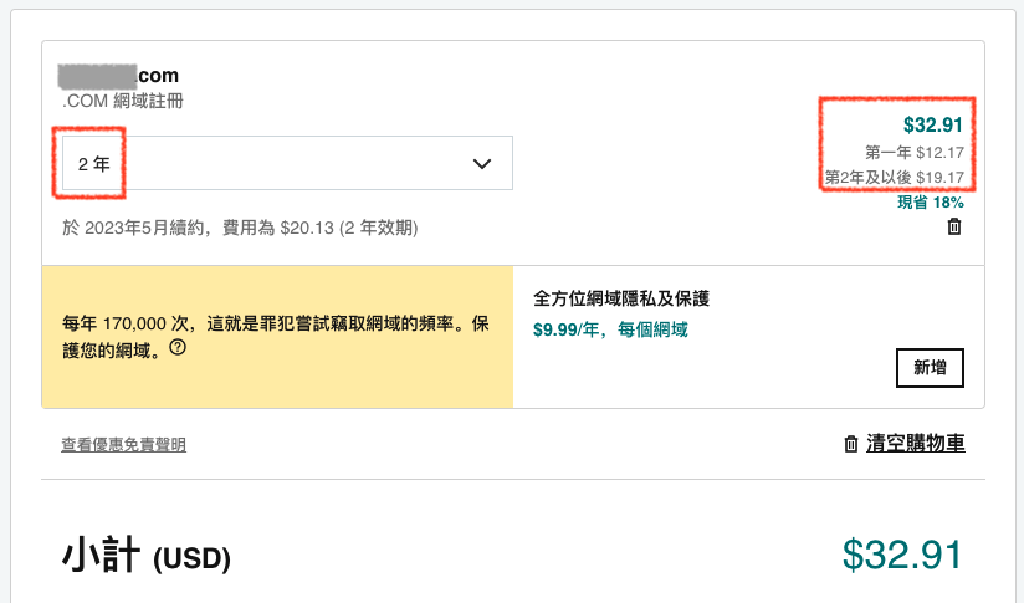 .com
.COM 網域註冊
2 年
$32.91
第一年 $12.17
第2年及以後 $19.17
現省 18%
於 2023年5月續約，費用為 $20.13 (2 年效期)
每年 170,000 次，這就是罪犯嘗試竊取網域的頻率。保
護您的網域。
全方位網域隱私及保護
$9.99/年，每個網域
新增
查看優惠免責聲明
清空購物車
小計 (USD)
$32.91